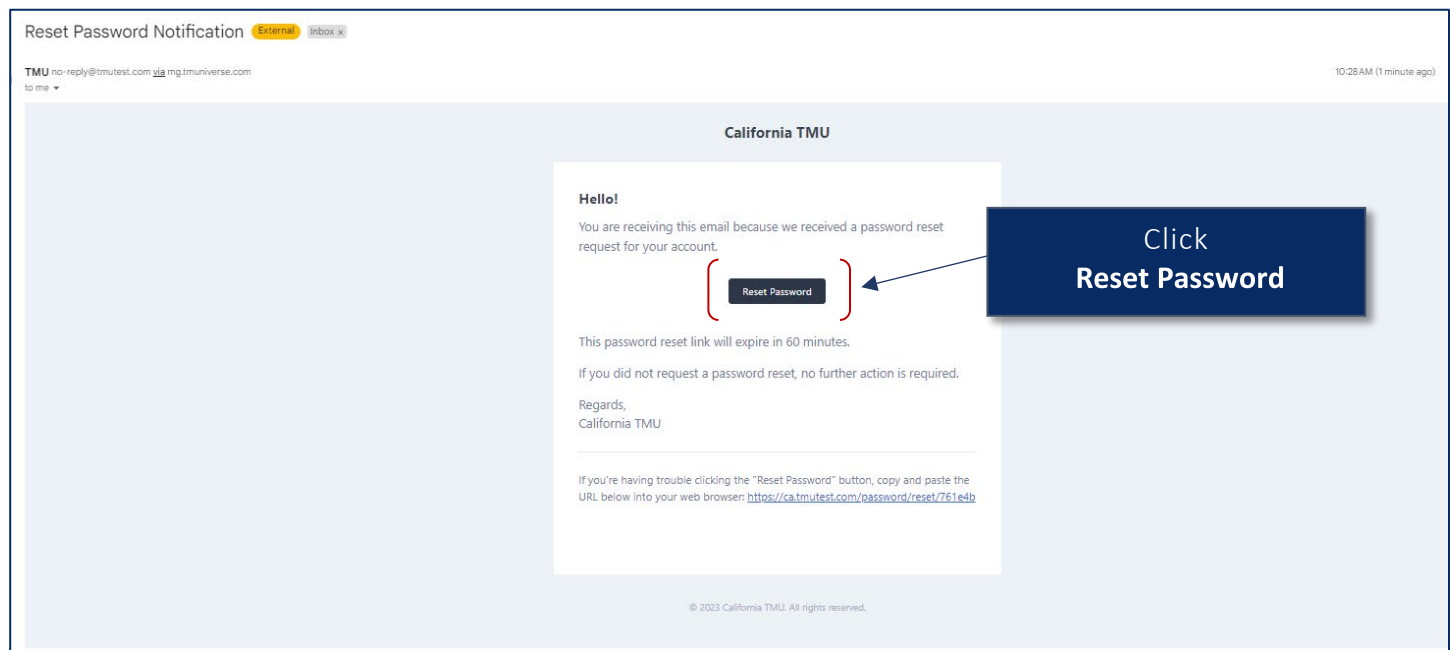 Reset Password Notification External Inbox x
TMU no-reply@tmutest.com via mg.tmuniverse.com
10:28AM (1 minute ago)
to me
California TMU
Hello!
You are receiving this email because we received a password reset
request for your account.
Reset Password
Click
Reset Password
This password reset link will expire in 60 minutes.
If you did not request a password reset, no further action is required.
Regards,
California TMU
If you're having trouble clicking the "Reset Password" button, copy and paste the
URL below into your web browser: https://ca.tmutest.com/password/reset/761e4b
© 2023 California TMU. All rights reserved.